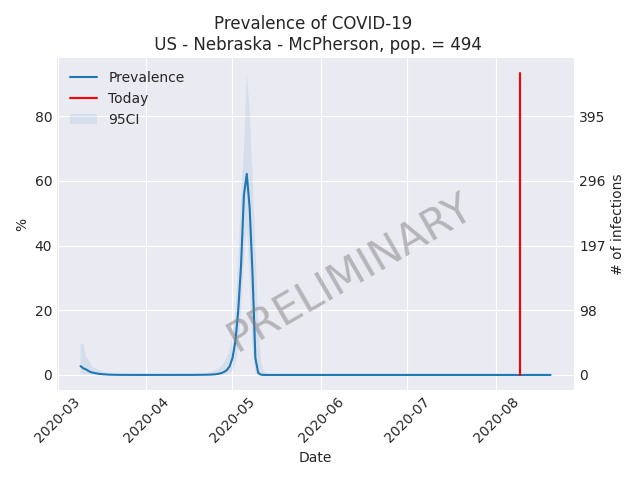 Prevalence of COVID-19
US - Nebraska - McPherson, pop. = 494
Prevalence
Today
95CI
80
60
40
20
0
%
395
296
197
98
0
# of infections
PRELIMINARY
2020-03
2020-04
2020-05
2020-06
2020-07
2020-08
Date